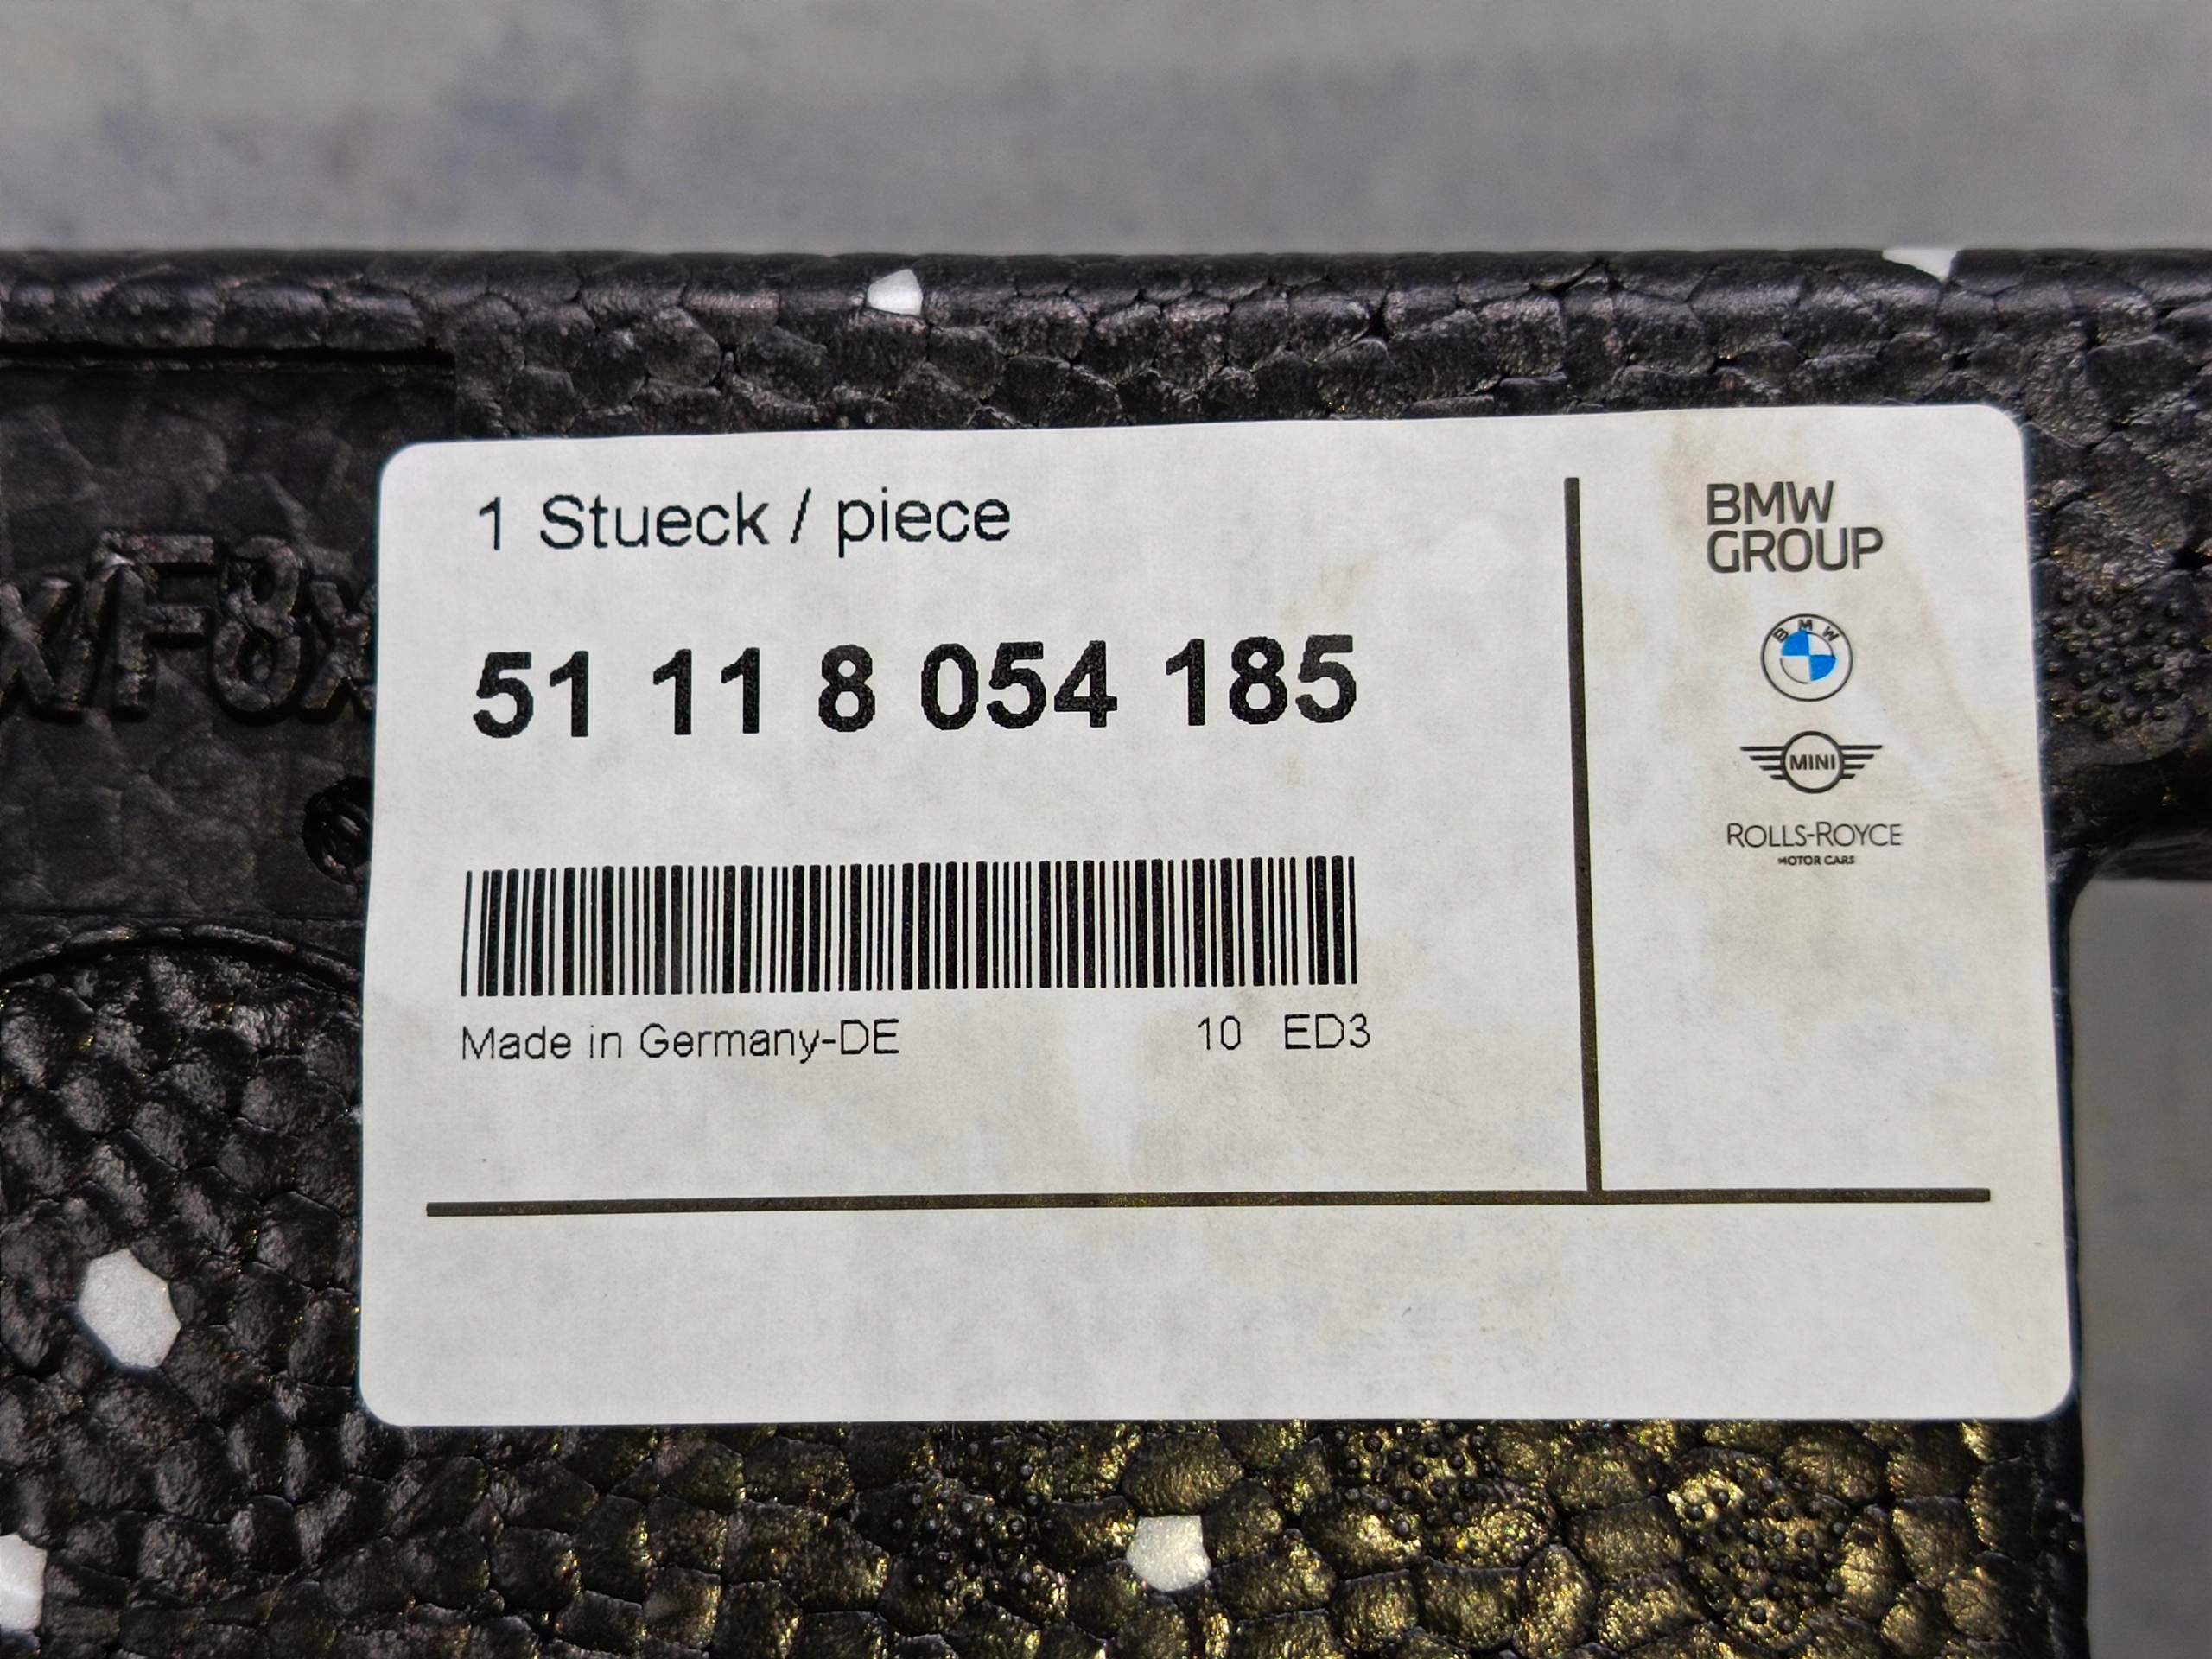 1 Stueck / piece
51 11 8 054 185
Made in Germany-DE 10 ED3
BMW
GROUP
BMW
MINI
ROLLS-ROYCE
MOTOR CARS